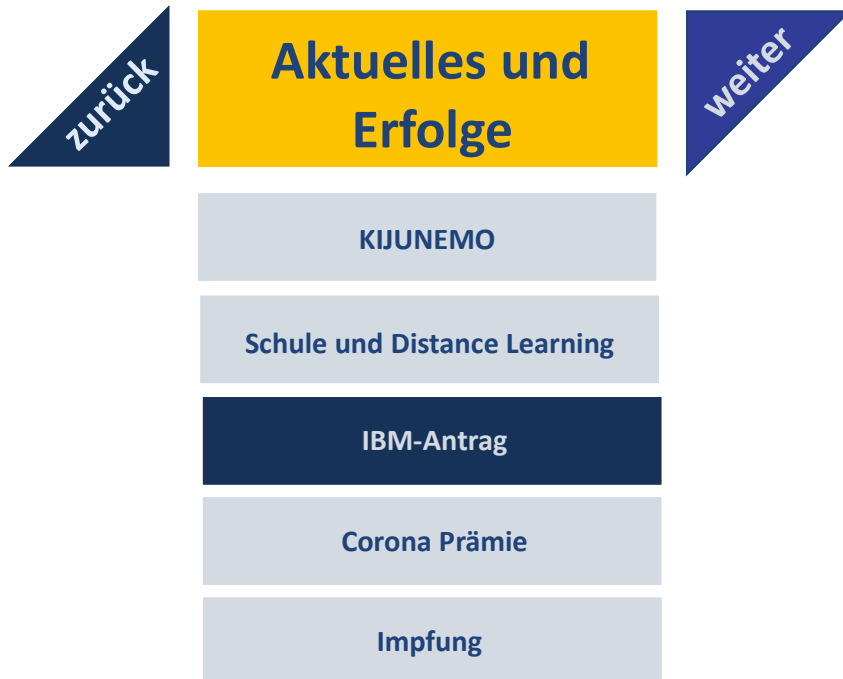 zurück
Aktuelles und
Erfolge
weiter
KIJUNEMO
Schule und Distance Learning
IBM-Antrag
Corona Prämie
Impfung